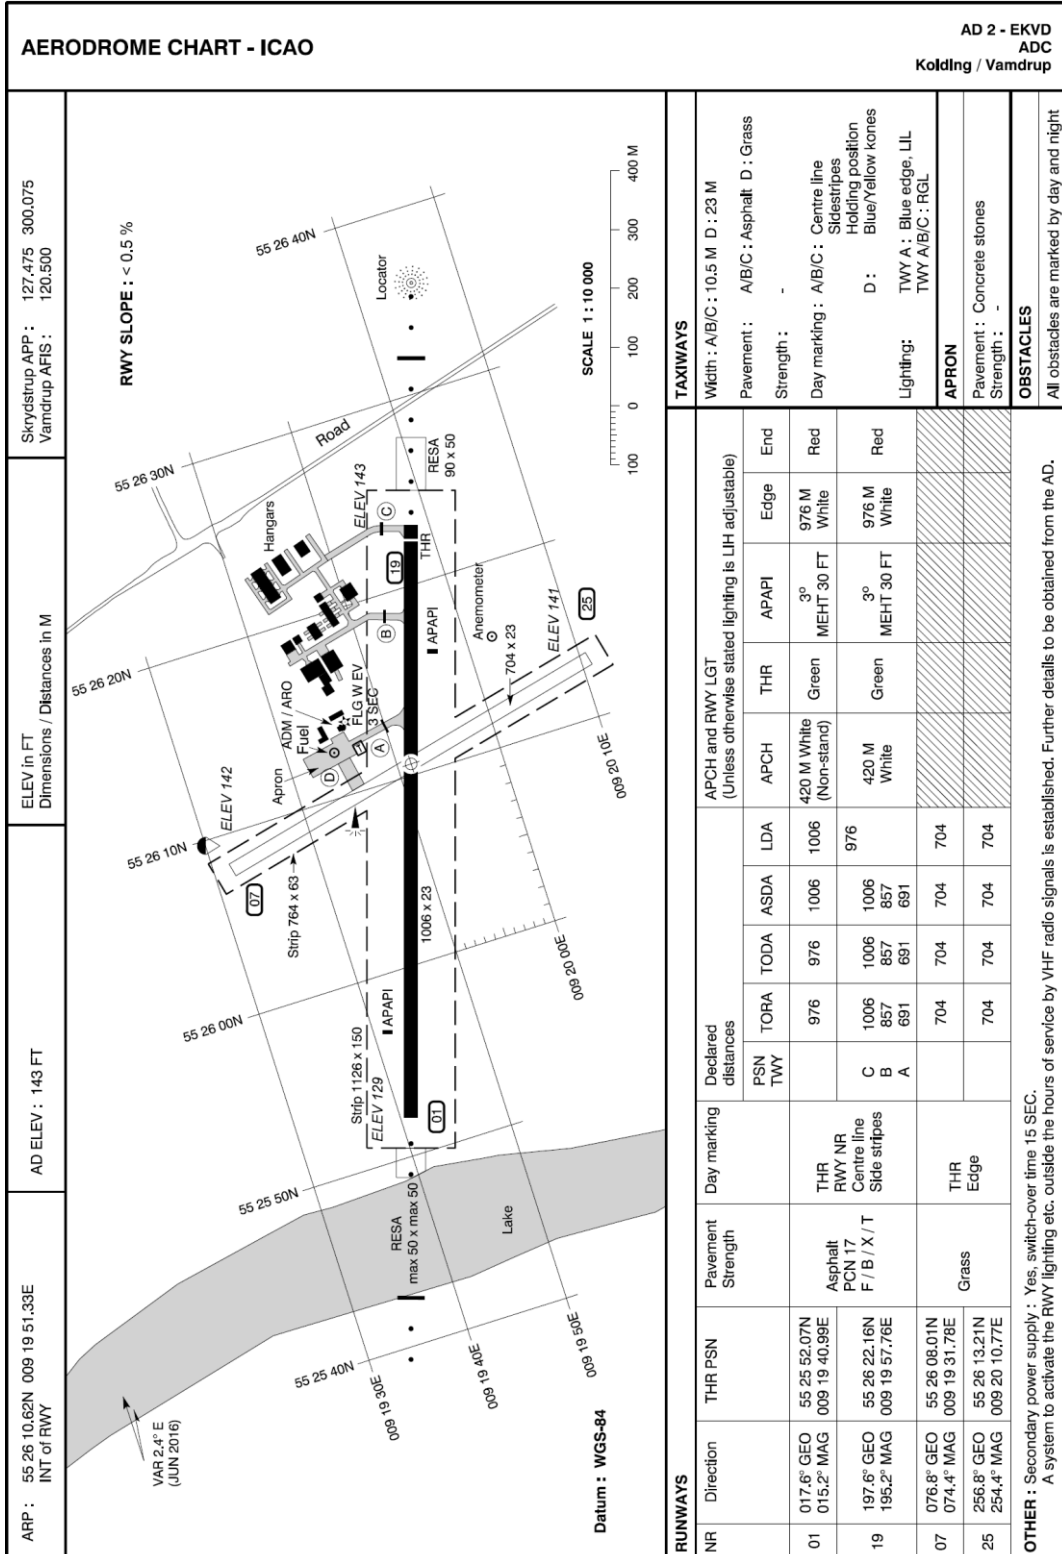 AERODROME CHART - ICAO
AD 2 - EKVD
ADC
Kolding / Vamdrup
ARP : 55 26 10.62N 009 19 51.33E
INT of RWY
AD ELEV : 143 FT
ELEV in FT
Dimensions / Distances in M
Skrydstrup APP : 127.475 300.075
Vamdrup AFIS : 120.500
RWY SLOPE : < 0.5 %
VAR 2.4° E
(JUN 2016)
55 25 40N
55 25 50N
55 26 00N
55 26 10N
55 26 20N
55 26 30N
55 26 40N
009 19 30E
009 19 40E
009 19 50E
009 20 00E
009 20 10E
Datum : WGS-84
Lake
RESA
max 50 x max 50
Strip 1126 x 150
ELEV 129
01
APAPI
1006 x 23
Strip 764 x 63
07
ELEV 142
Apron
Fuel
ADM / ARO
FLG W EV
3 SEC
D
A
B
C
Hangars
Road
ELEV 143
19
THR
APAPI
RESA
90 x 50
Locator
Anemometer
704 x 23
ELEV 141
25
SCALE 1 : 10 000
100 0 100 200 300 400 M
RUNWAYS
NR Direction THR PSN Pavement Strength Day marking
Declared distances
PSN TWY TORA TODA ASDA LDA
APCH and RWY LGT
(Unless otherwise stated lighting is LIH adjustable)
APCH THR APAPI Edge End
01 017.6° GEO 55 25 52.07N
015.2° MAG 009 19 40.99E
976 976 1006 1006
420 M White (Non-stand) Green 3° MEHT 30 FT 976 M White Red
19 197.6° GEO 55 26 22.16N
195.2° MAG 009 19 57.76E
Asphalt
PCN 17
F / B / X / T
THR
RWY NR
Centre line
Side stripes
C 1006 1006 1006 976
B 857 857 857
A 691 691 691
420 M White Green 3° MEHT 30 FT 976 M White Red
07 076.8° GEO 55 26 08.01N
074.4° MAG 009 19 31.78E
704 704 704 704
25 256.8° GEO 55 26 13.21N
254.4° MAG 009 20 10.77E
Grass
THR
Edge
704 704 704 704
TAXIWAYS
Width : A/B/C : 10.5 M D : 23 M
Pavement : A/B/C : Asphalt D : Grass
Strength : -
Day marking : A/B/C : Centre line
Sidestripes
Holding position
D : Blue/Yellow kones
Lighting: TWY A : Blue edge, LIL
TWY A/B/C : RGL
APRON
Pavement : Concrete stones
Strength : -
OBSTACLES
All obstacles are marked by day and night
OTHER : Secondary power supply : Yes, switch-over time 15 SEC.
A system to activate the RWY lighting etc. outside the hours of service by VHF radio signals is established. Further details to be obtained from the AD.